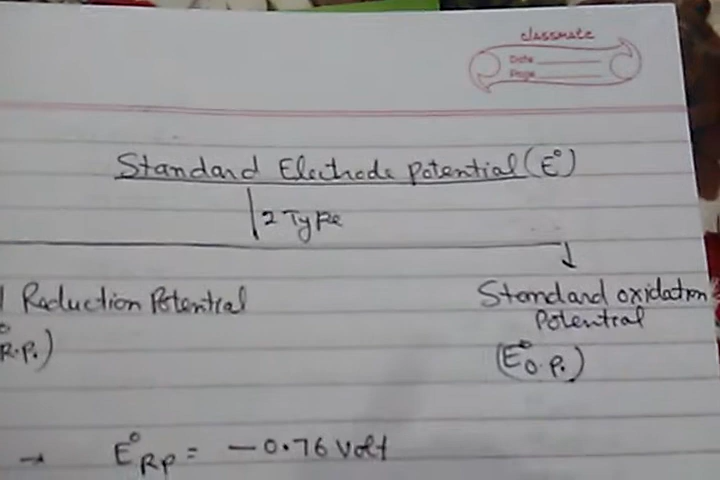 classmate
Date
Page
Standard Electrode Potential (E°)
2 Type
Reduction Potential
R.P.)
Standard oxidation
Potential
(E°O.P.)
→ E°RP = -0.76 Volt